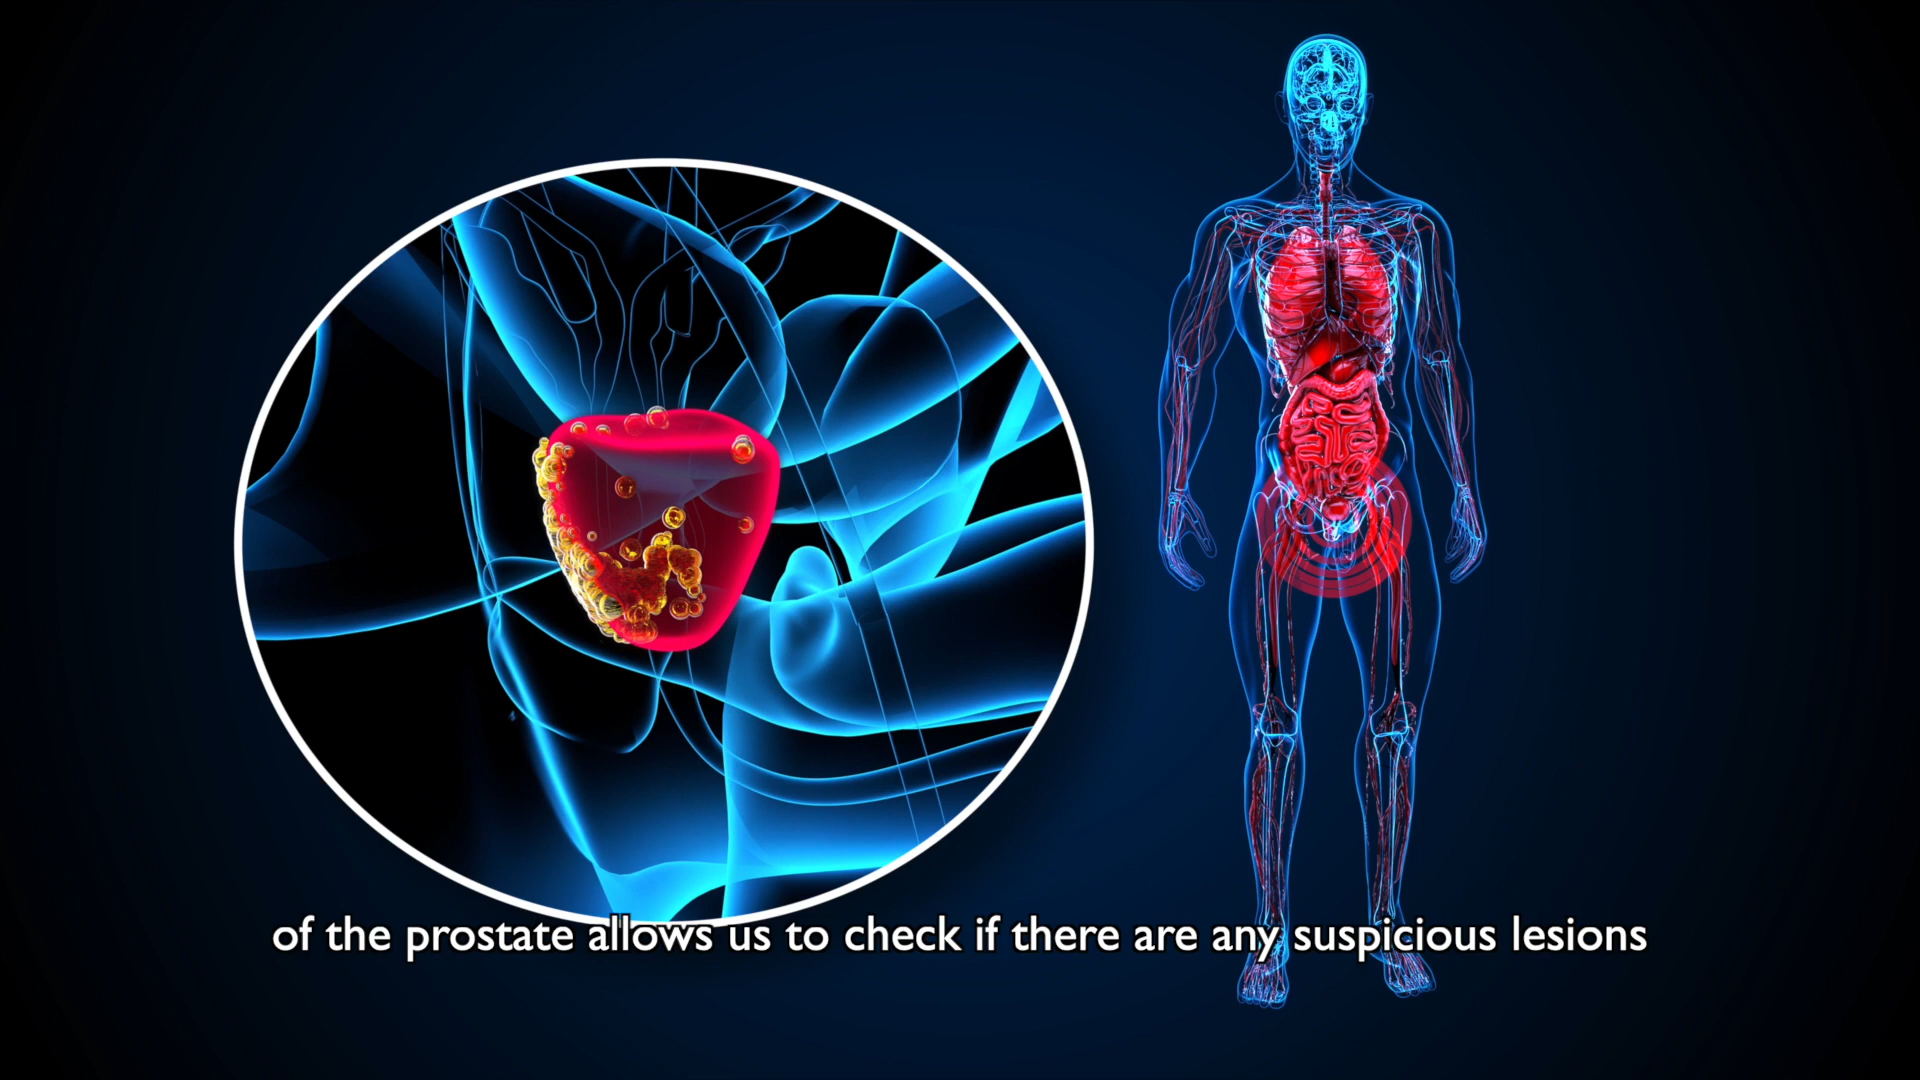 of the prostate allows us to check if there are any suspicious lesions